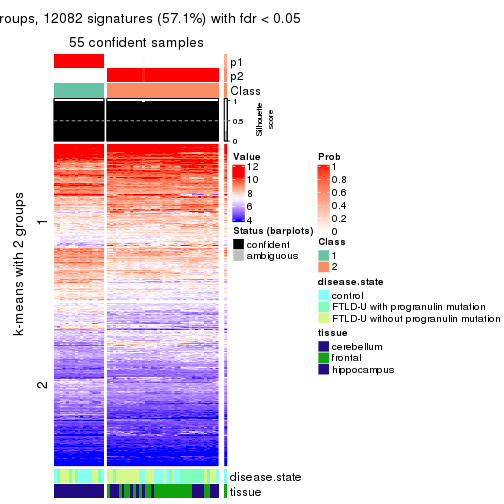 roups, 12082 signatures (57.1%) with fdr < 0.05
55 confident samples
p1
p2
Class
1
0.5
0
Silhouette
score
k-means with 2 groups
1
2
Value
12
10
8
6
4
Status (barplots)
confident
ambiguous
Prob
1
0.8
0.6
0.4
0.2
0
Class
1
2
disease.state
control
FTLD-U with progranulin mutation
FTLD-U without progranulin mutation
tissue
cerebellum
frontal
hippocampus
disease.state
tissue